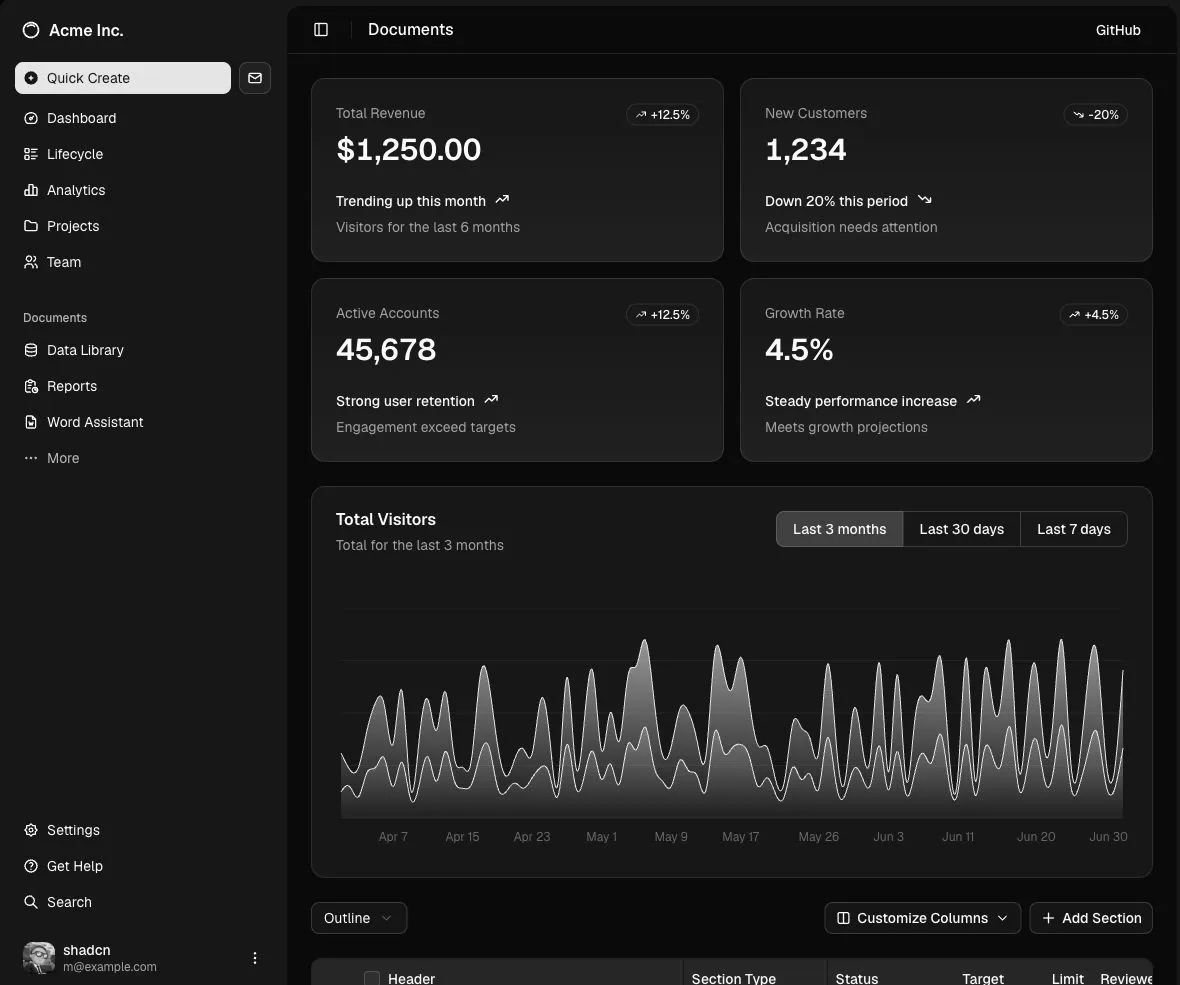 Acme Inc.
Quick Create
Dashboard
Lifecycle
Analytics
Projects
Team
Documents
Data Library
Reports
Word Assistant
More
Settings
Get Help
Search
shadcn
m@example.com
Documents
GitHub
Total Revenue
+12.5%
$1,250.00
Trending up this month
Visitors for the last 6 months
New Customers
-20%
1,234
Down 20% this period
Acquisition needs attention
Active Accounts
+12.5%
45,678
Strong user retention
Engagement exceed targets
Growth Rate
+4.5%
4.5%
Steady performance increase
Meets growth projections
Total Visitors
Total for the last 3 months
Last 3 months
Last 30 days
Last 7 days
Apr 7 Apr 15 Apr 23 May 1 May 9 May 17 May 26 Jun 3 Jun 11 Jun 20 Jun 30
Outline
Customize Columns
Add Section
Header Section Type Status Target Limit Reviewe